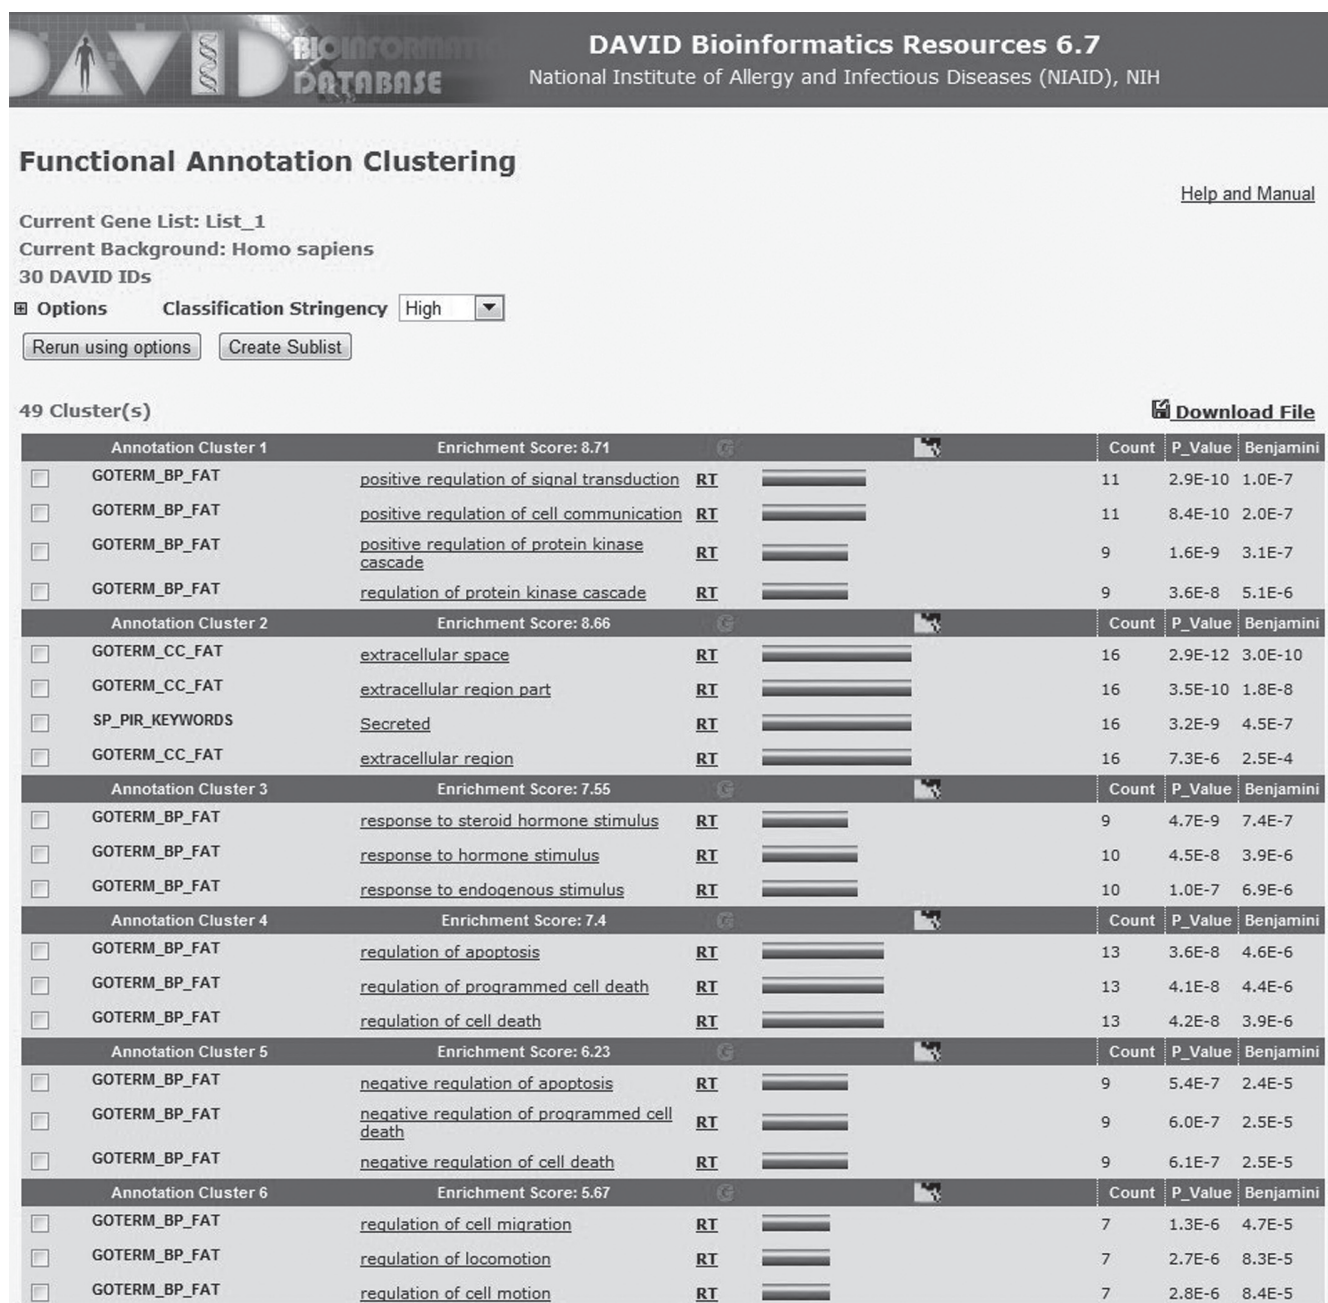 DAVID BIOINFORMATICS DATABASE
DAVID Bioinformatics Resources 6.7
National Institute of Allergy and Infectious Diseases (NIAID), NIH
Functional Annotation Clustering
Help and Manual
Current Gene List: List_1
Current Background: Homo sapiens
30 DAVID IDs
Options Classification Stringency High
Rerun using options Create Sublist
49 Cluster(s) Download File
Annotation Cluster 1 Enrichment Score: 8.71 G Count P_Value Benjamini
GOTERM_BP_FAT positive regulation of signal transduction RT 11 2.9E-10 1.0E-7
GOTERM_BP_FAT positive regulation of cell communication RT 11 8.4E-10 2.0E-7
GOTERM_BP_FAT positive regulation of protein kinase cascade RT 9 1.6E-9 3.1E-7
GOTERM_BP_FAT regulation of protein kinase cascade RT 9 3.6E-8 5.1E-6
Annotation Cluster 2 Enrichment Score: 8.66 G Count P_Value Benjamini
GOTERM_CC_FAT extracellular space RT 16 2.9E-12 3.0E-10
GOTERM_CC_FAT extracellular region part RT 16 3.5E-10 1.8E-8
SP_PIR_KEYWORDS Secreted RT 16 3.2E-9 4.5E-7
GOTERM_CC_FAT extracellular region RT 16 7.3E-6 2.5E-4
Annotation Cluster 3 Enrichment Score: 7.55 G Count P_Value Benjamini
GOTERM_BP_FAT response to steroid hormone stimulus RT 9 4.7E-9 7.4E-7
GOTERM_BP_FAT response to hormone stimulus RT 10 4.5E-8 3.9E-6
GOTERM_BP_FAT response to endogenous stimulus RT 10 1.0E-7 6.9E-6
Annotation Cluster 4 Enrichment Score: 7.4 G Count P_Value Benjamini
GOTERM_BP_FAT regulation of apoptosis RT 13 3.6E-8 4.6E-6
GOTERM_BP_FAT regulation of programmed cell death RT 13 4.1E-8 4.4E-6
GOTERM_BP_FAT regulation of cell death RT 13 4.2E-8 3.9E-6
Annotation Cluster 5 Enrichment Score: 6.23 G Count P_Value Benjamini
GOTERM_BP_FAT negative regulation of apoptosis RT 9 5.4E-7 2.4E-5
GOTERM_BP_FAT negative regulation of programmed cell death RT 9 6.0E-7 2.5E-5
GOTERM_BP_FAT negative regulation of cell death RT 9 6.1E-7 2.5E-5
Annotation Cluster 6 Enrichment Score: 5.67 G Count P_Value Benjamini
GOTERM_BP_FAT regulation of cell migration RT 7 1.3E-6 4.7E-5
GOTERM_BP_FAT regulation of locomotion RT 7 2.7E-6 8.3E-5
GOTERM_BP_FAT regulation of cell motion RT 7 2.8E-6 8.4E-5